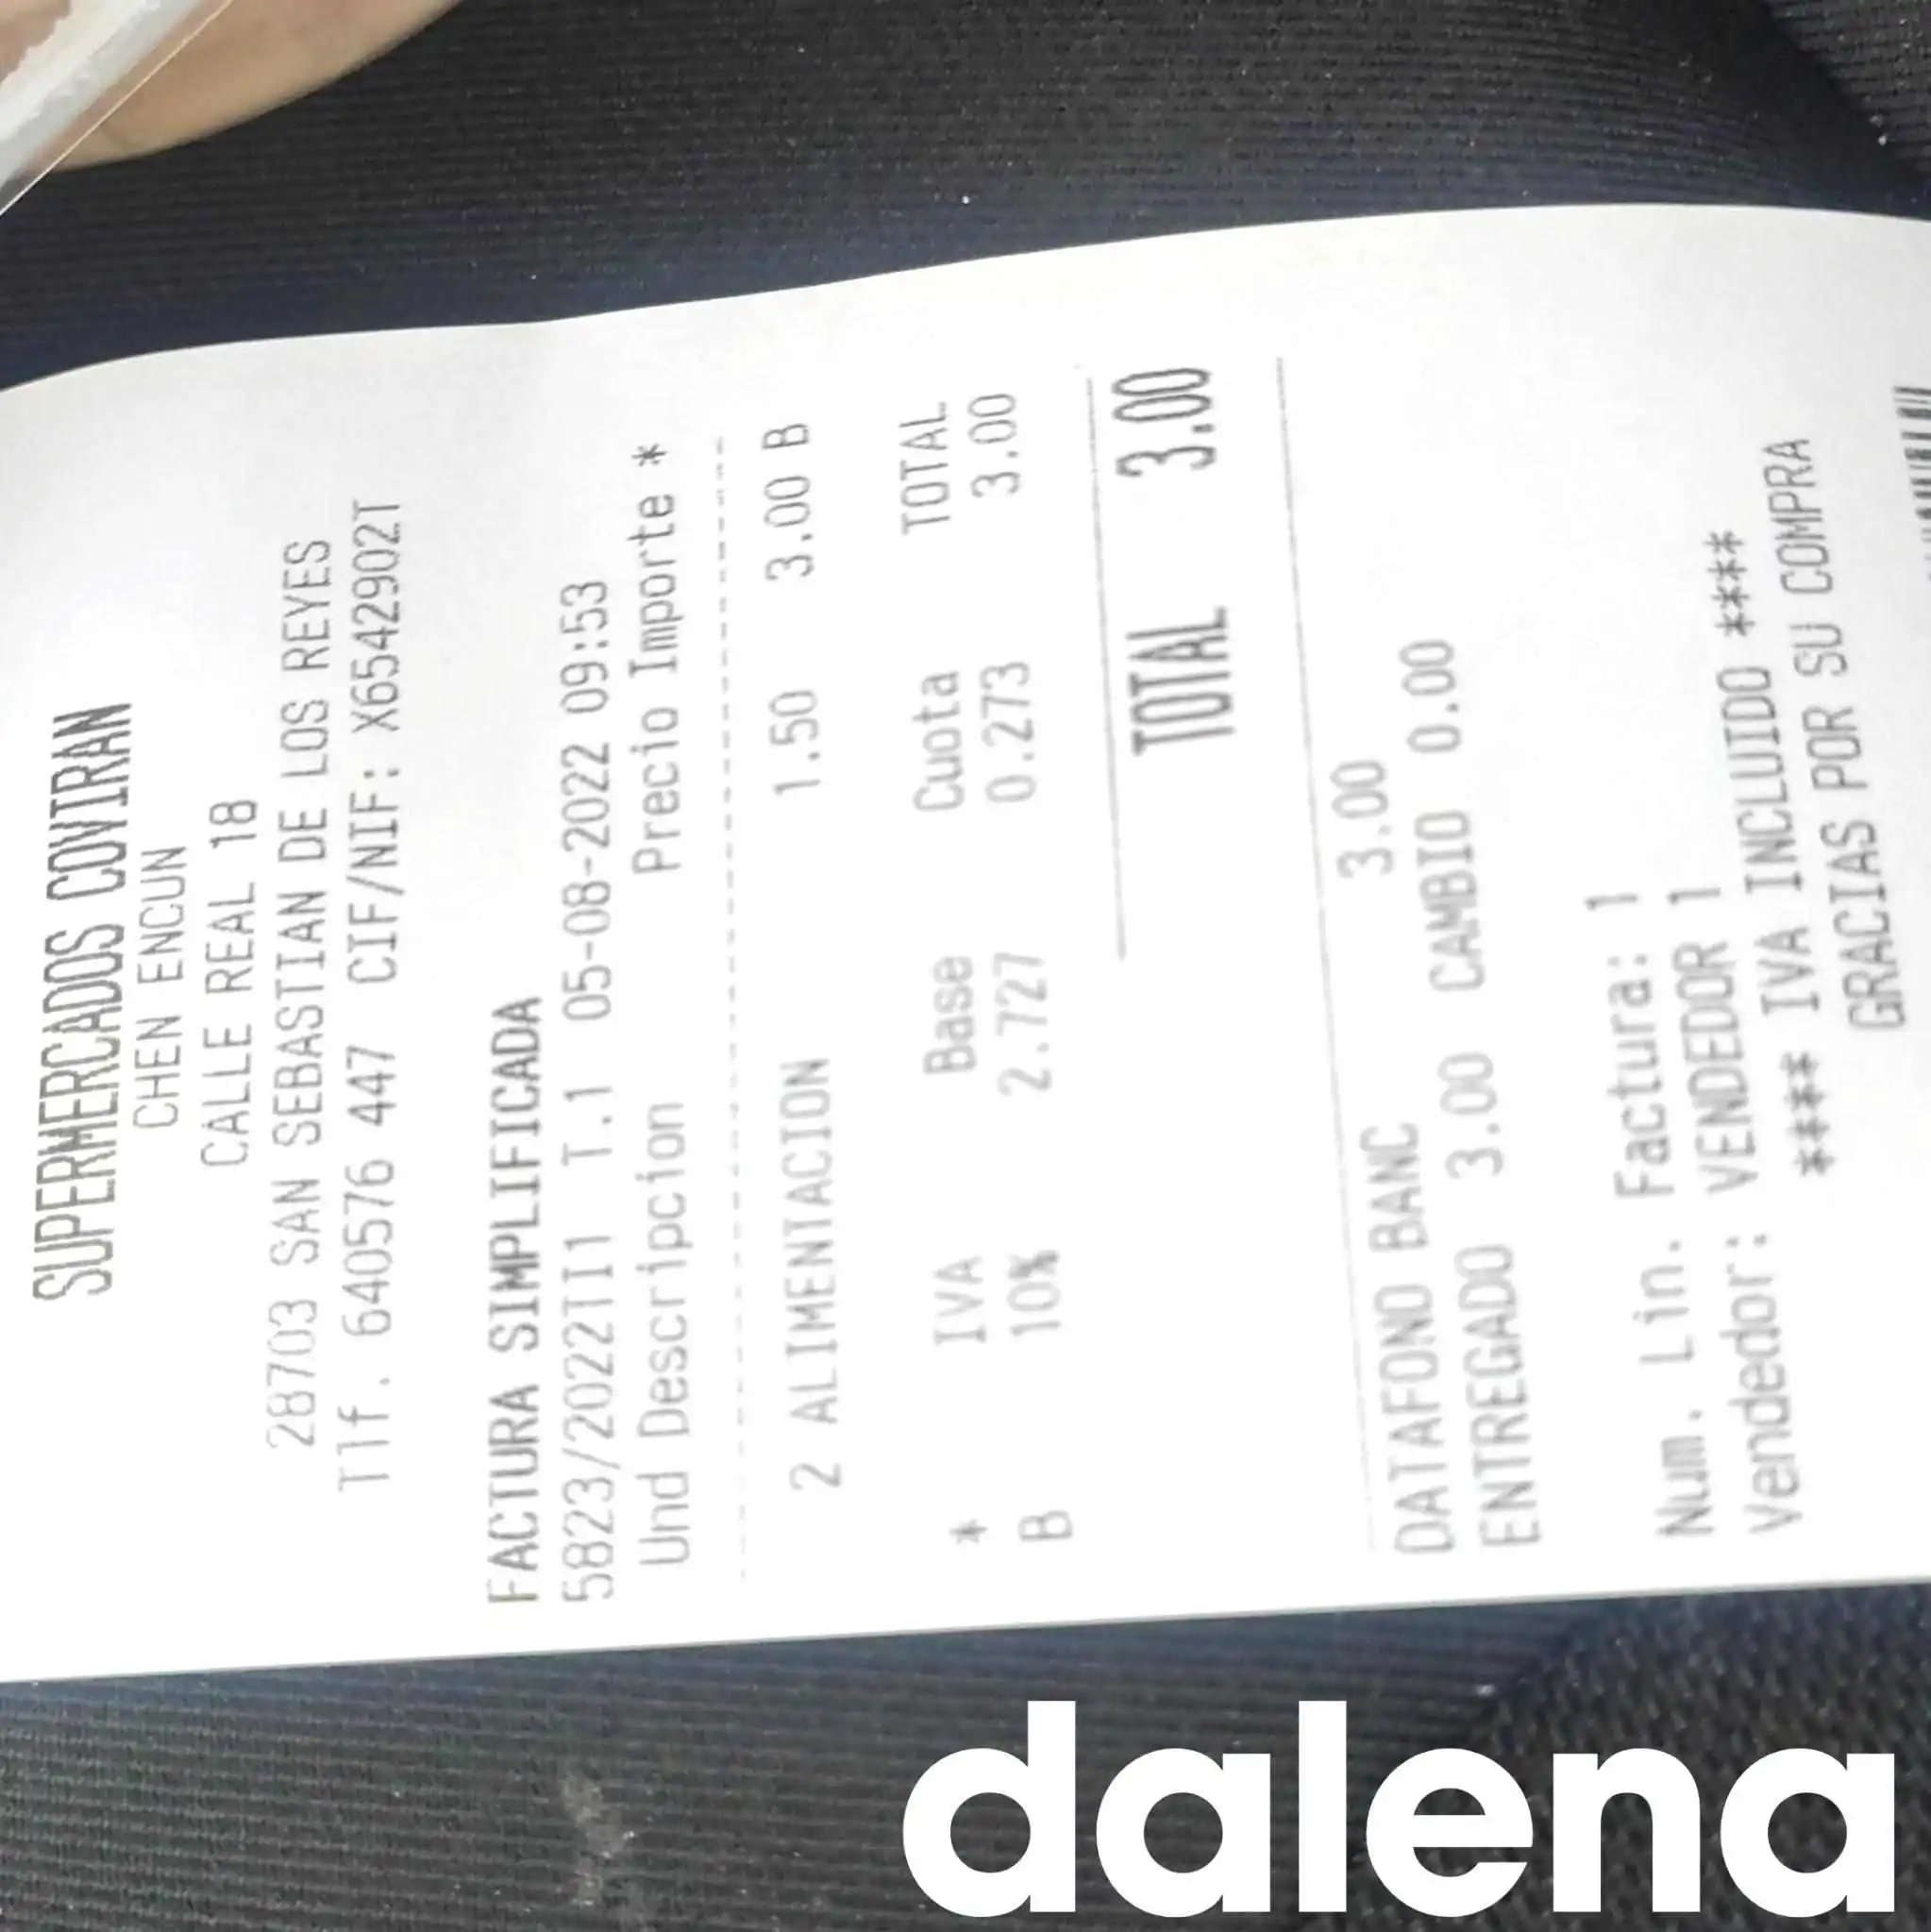 SUPERMERCADOS COVIRAN
CHEN ENCUN
CALLE REAL 18
28703 SAN SEBASTIAN DE LOS REYES
Tlf. 640576 447 CIF/NIF: X6542902T
FACTURA SIMPLIFICADA
5823/2022TI1 T.1 05-08-2022 09:53
Und Descripcion Precio Importe *
2 ALIMENTACION 1.50 3.00 B
* IVA Base Cuota TOTAL
B 10% 2.727 0.273 3.00
TOTAL 3.00
DATAFONO BANC 3.00
ENTREGADO 3.00 CAMBIO 0.00
Num. Lin. Factura: 1
Vendedor: VENDEDOR 1
**** IVA INCLUIDO ****
GRACIAS POR SU COMPRA
dalena